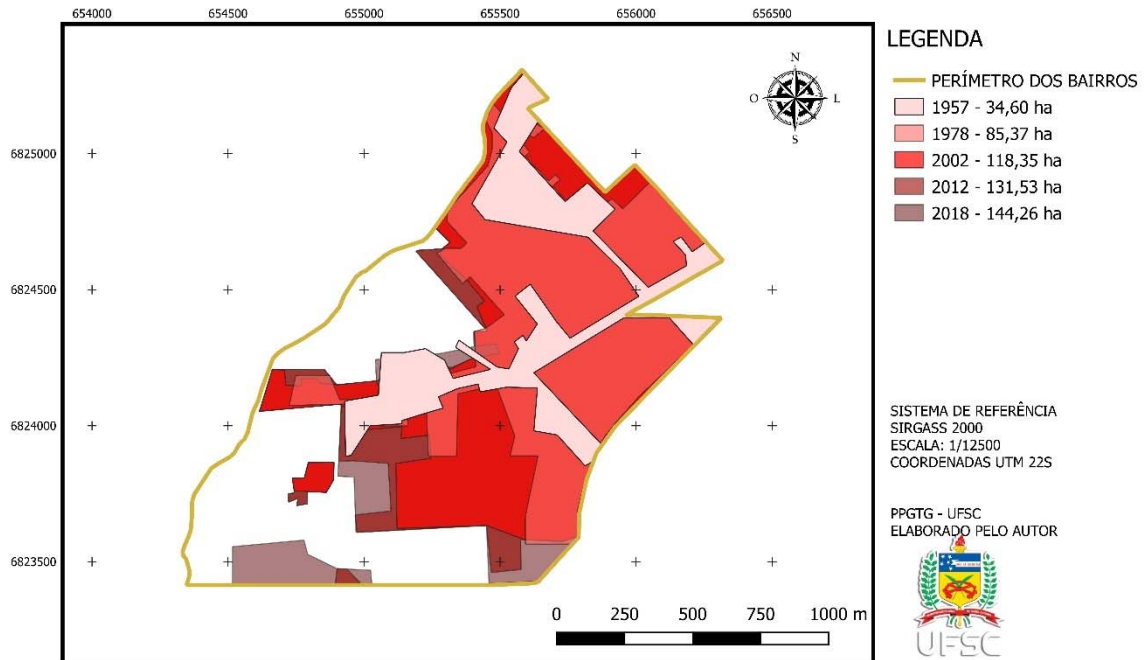 654000 654500 655000 655500 656000 656500
6825000
6824500
6824000
6823500
N
O L
S
0 250 500 750 1000 m
LEGENDA
PERÍMETRO DOS BAIRROS
1957 - 34,60 ha
1978 - 85,37 ha
2002 - 118,35 ha
2012 - 131,53 ha
2018 - 144,26 ha
SISTEMA DE REFERÊNCIA
SIRGASS 2000
ESCALA: 1/12500
COORDENADAS UTM 22S
PPGTG - UFSC
ELABORADO PELO AUTOR
UFSC